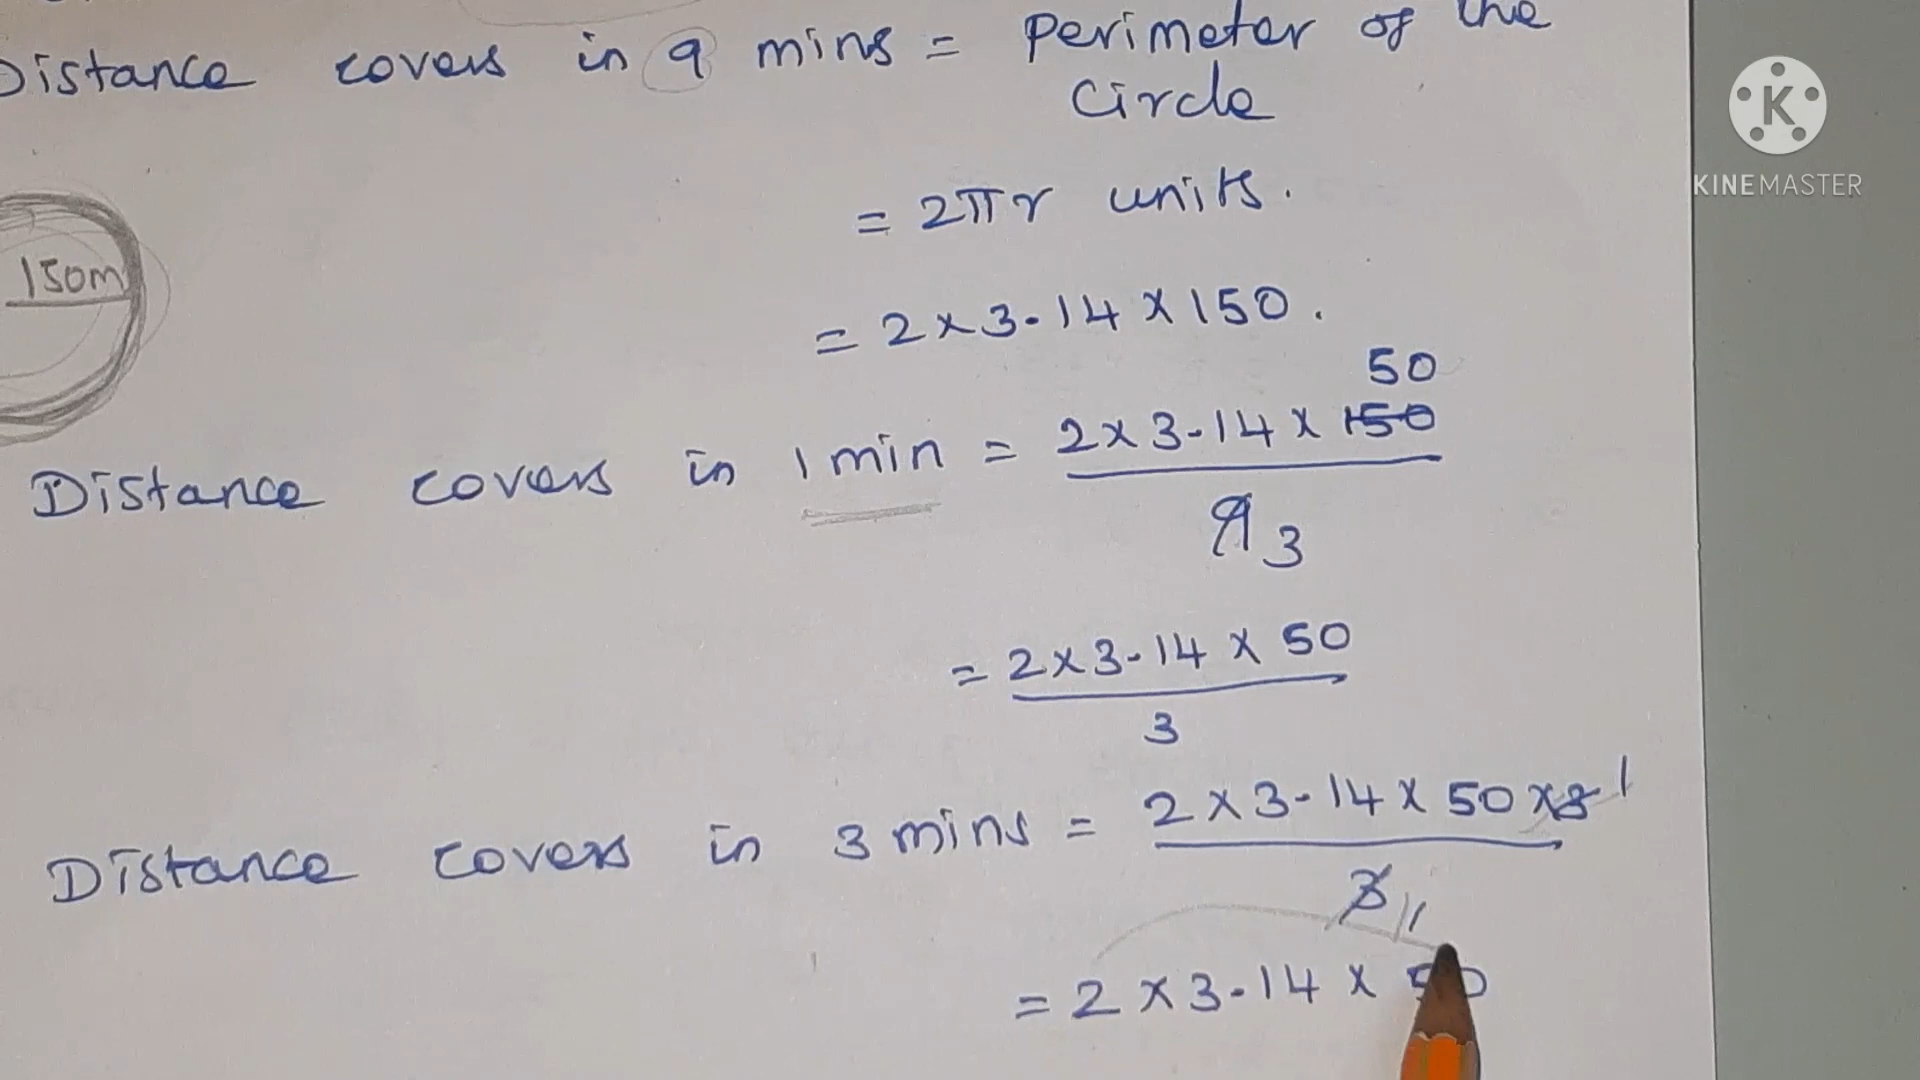 Distance covers in 9 mins = Perimeter of the
circle
= 2πr units.
150m
= 2 × 3.14 × 150.
50
Distance covers in 1 min = 2 × 3.14 × 150
9 3
= 2 × 3.14 × 50
3
Distance covers in 3 mins = 2 × 3.14 × 50 × 3 1
3 1
= 2 × 3.14 × 50
K
KINEMASTER